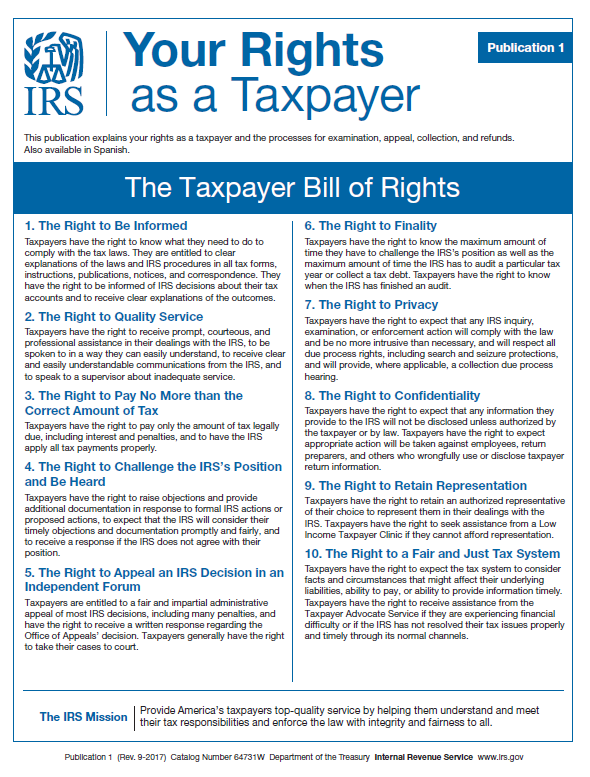 IRS
Your Rights
as a Taxpayer
Publication 1
This publication explains your rights as a taxpayer and the processes for examination, appeal, collection, and refunds.
Also available in Spanish.
The Taxpayer Bill of Rights
1. The Right to Be Informed
Taxpayers have the right to know what they need to do to
comply with the tax laws. They are entitled to clear
explanations of the laws and IRS procedures in all tax forms,
instructions, publications, notices, and correspondence. They
have the right to be informed of IRS decisions about their tax
accounts and to receive clear explanations of the outcomes.
2. The Right to Quality Service
Taxpayers have the right to receive prompt, courteous, and
professional assistance in their dealings with the IRS, to be
spoken to in a way they can easily understand, to receive clear
and easily understandable communications from the IRS, and
to speak to a supervisor about inadequate service.
3. The Right to Pay No More than the
Correct Amount of Tax
Taxpayers have the right to pay only the amount of tax legally
due, including interest and penalties, and to have the IRS
apply all tax payments properly.
4. The Right to Challenge the IRS's Position
and Be Heard
Taxpayers have the right to raise objections and provide
additional documentation in response to formal IRS actions or
proposed actions, to expect that the IRS will consider their
timely objections and documentation promptly and fairly, and
to receive a response if the IRS does not agree with their
position.
5. The Right to Appeal an IRS Decision in an
Independent Forum
Taxpayers are entitled to a fair and impartial administrative
appeal of most IRS decisions, including many penalties, and
have the right to receive a written response regarding the
Office of Appeals' decision. Taxpayers generally have the right
to take their cases to court.
6. The Right to Finality
Taxpayers have the right to know the maximum amount of
time they have to challenge the IRS's position as well as the
maximum amount of time the IRS has to audit a particular tax
year or collect a tax debt. Taxpayers have the right to know
when the IRS has finished an audit.
7. The Right to Privacy
Taxpayers have the right to expect that any IRS inquiry,
examination, or enforcement action will comply with the law
and be no more intrusive than necessary, and will respect all
due process rights, including search and seizure protections,
and will provide, where applicable, a collection due process
hearing.
8. The Right to Confidentiality
Taxpayers have the right to expect that any information they
provide to the IRS will not be disclosed unless authorized by
the taxpayer or by law. Taxpayers have the right to expect
appropriate action will be taken against employees, return
preparers, and others who wrongfully use or disclose taxpayer
return information.
9. The Right to Retain Representation
Taxpayers have the right to retain an authorized representative
of their choice to represent them in their dealings with the
IRS. Taxpayers have the right to seek assistance from a Low
Income Taxpayer Clinic if they cannot afford representation.
10. The Right to a Fair and Just Tax System
Taxpayers have the right to expect the tax system to consider
facts and circumstances that might affect their underlying
liabilities, ability to pay, or ability to provide information timely.
Taxpayers have the right to receive assistance from the
Taxpayer Advocate Service if they are experiencing financial
difficulty or if the IRS has not resolved their tax issues properly
and timely through its normal channels.
The IRS Mission
Provide America's taxpayers top-quality service by helping them understand and meet
their tax responsibilities and enforce the law with integrity and fairness to all.
Publication 1 (Rev. 9-2017) Catalog Number 64731W Department of the Treasury Internal Revenue Service www.irs.gov